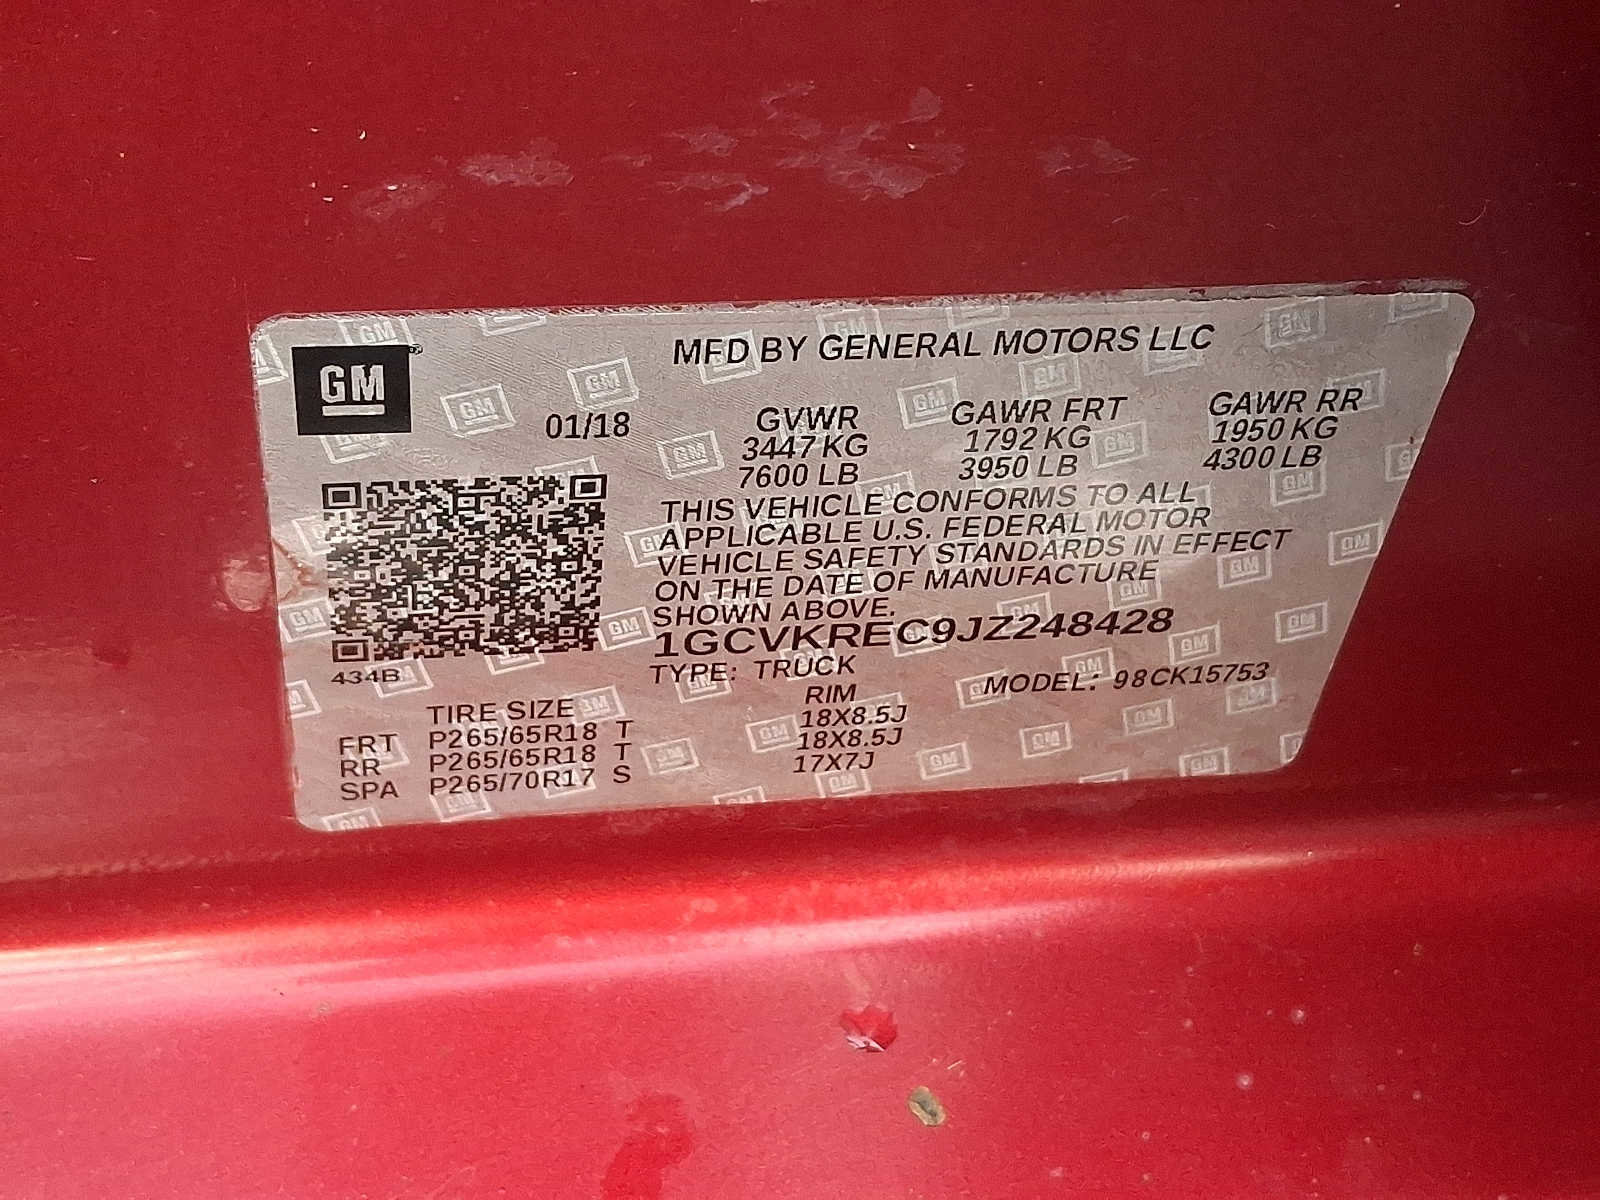 GM
MFD BY GENERAL MOTORS LLC
01/18 GVWR GAWR FRT GAWR RR
3447 KG 1792 KG 1950 KG
7600 LB 3950 LB 4300 LB
THIS VEHICLE CONFORMS TO ALL
APPLICABLE U.S. FEDERAL MOTOR
VEHICLE SAFETY STANDARDS IN EFFECT
ON THE DATE OF MANUFACTURE
SHOWN ABOVE.
1GCVKREC9JZ248428
434B
TYPE: TRUCK MODEL: 98CK15753
TIRE SIZE RIM
FRT P265/65R18 T 18X8.5J
RR P265/65R18 T 18X8.5J
SPA P265/70R17 S 17X7J